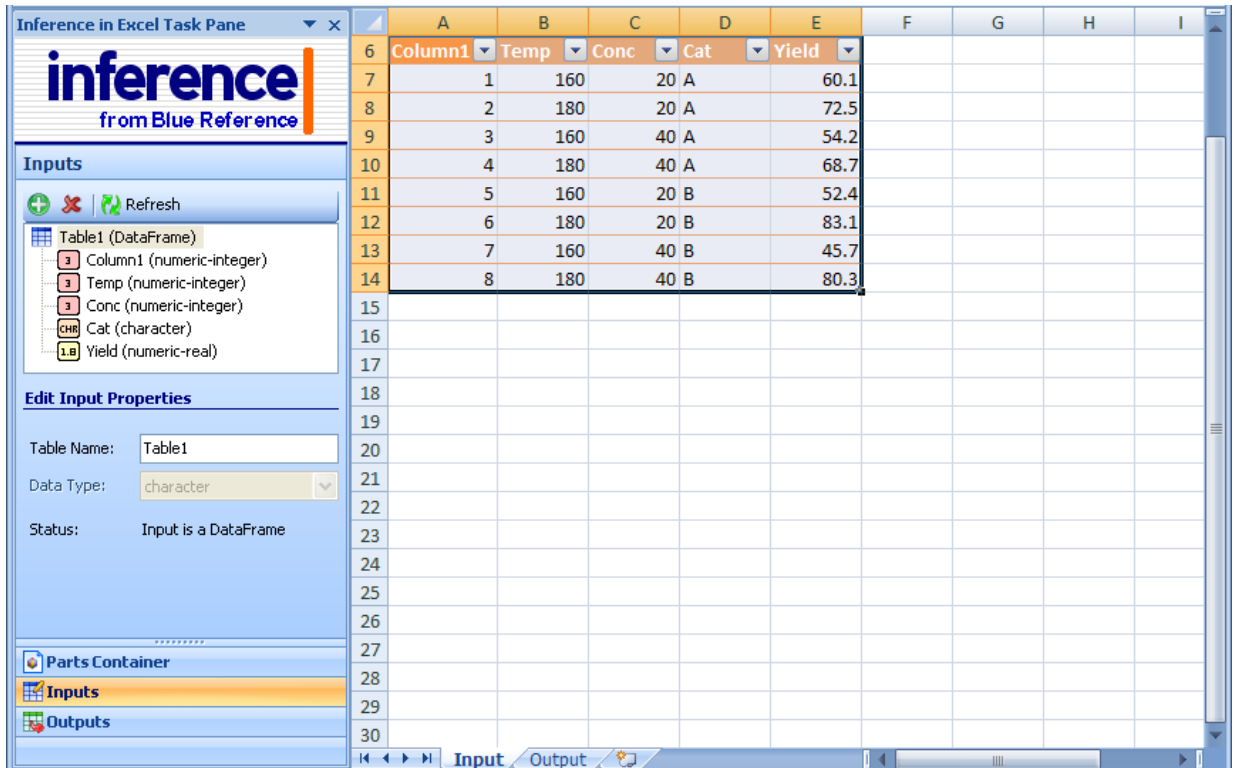 Inference in Excel Task Pane
inference
from Blue Reference
Inputs
Refresh
Table1 (DataFrame)
3 Column1 (numeric-integer)
3 Temp (numeric-integer)
3 Conc (numeric-integer)
CHR Cat (character)
Yield (numeric-real)
Edit Input Properties
Table Name: Table1
Data Type: character
Status: Input is a DataFrame
Parts Container
Inputs
Outputs
A B C D E F G H I
6 Column1 Temp Conc Cat Yield
7 1 160 20 A 60.1
8 2 180 20 A 72.5
9 3 160 40 A 54.2
10 4 180 40 A 68.7
11 5 160 20 B 52.4
12 6 180 20 B 83.1
13 7 160 40 B 45.7
14 8 180 40 B 80.3
15
16
17
18
19
20
21
22
23
24
25
26
27
28
29
30
Input Output